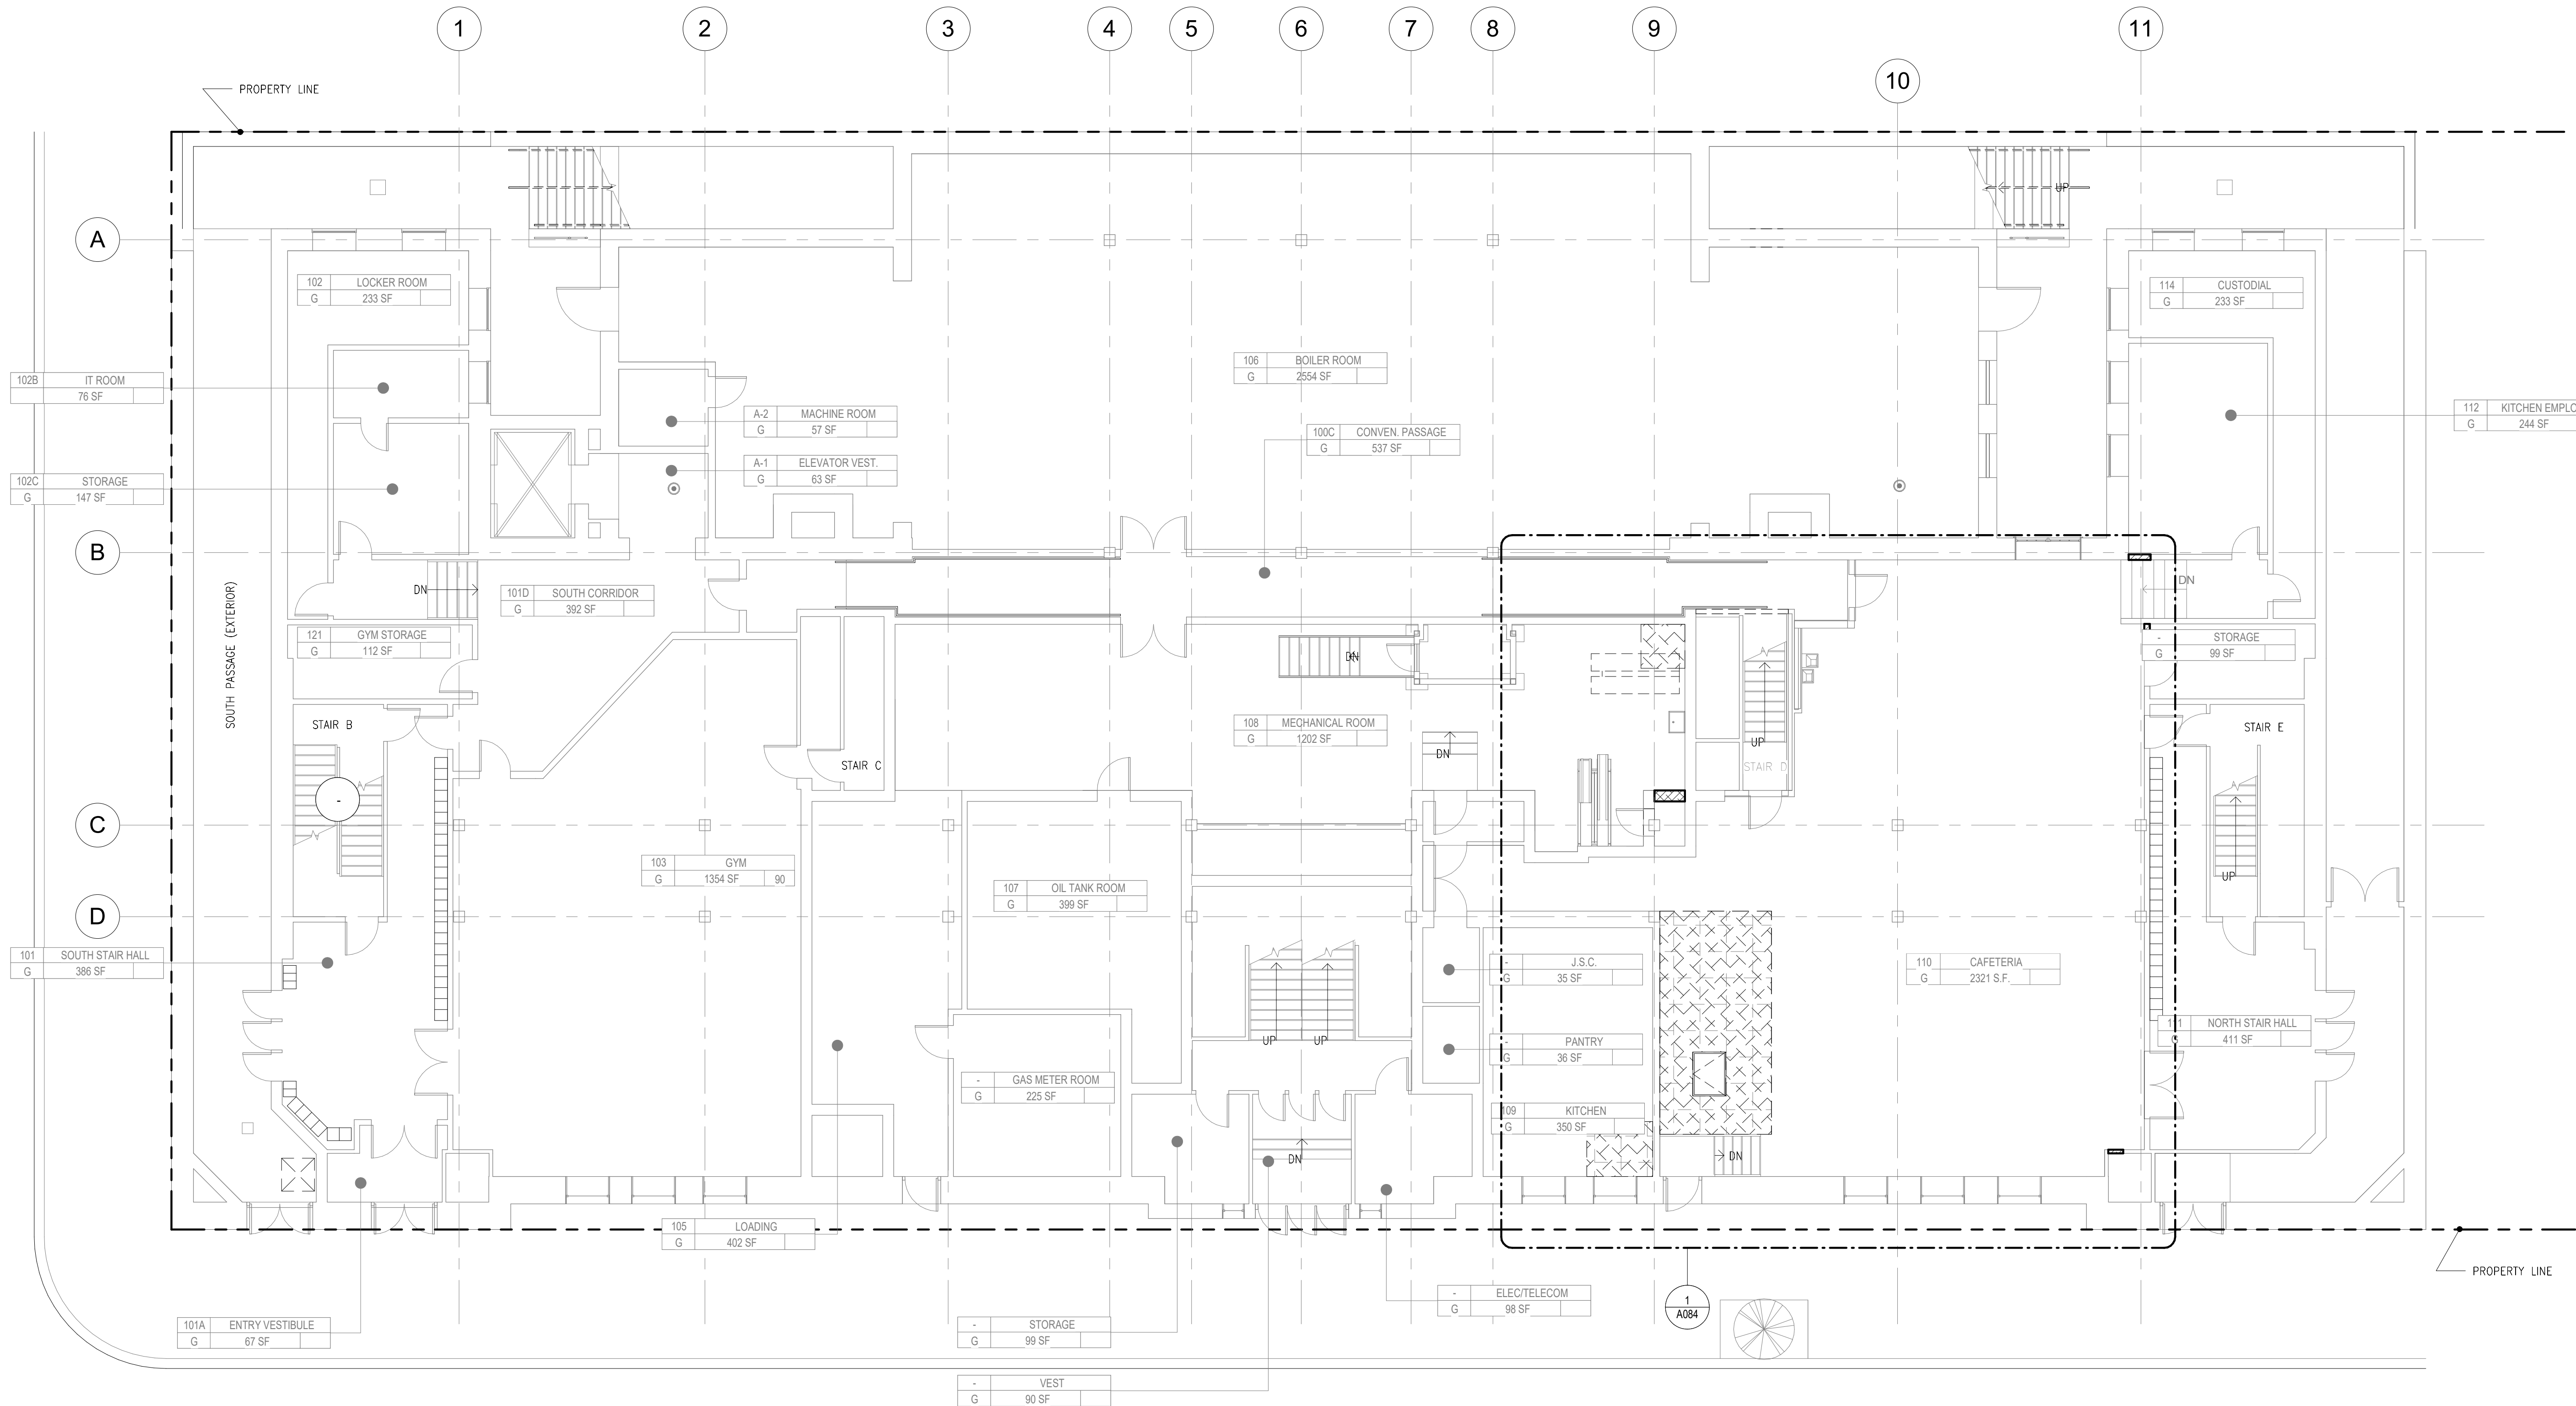 1 2 3 4 5 6 7 8 9 11
10
PROPERTY LINE
UP
A
102 LOCKER ROOM
G 233 SF
114 CUSTODIAL
G 233 SF
106 BOILER ROOM
G 2554 SF
102B IT ROOM
76 SF
A-2 MACHINE ROOM
G 57 SF
112 KITCHEN EMPLO
G 244 SF
100C CONVEN. PASSAGE
G 537 SF
A-1 ELEVATOR VEST.
G 63 SF
102C STORAGE
G 147 SF
B
DN
DN
101D SOUTH CORRIDOR
G 392 SF
SOUTH PASSAGE (EXTERIOR)
121 GYM STORAGE
G 112 SF
- STORAGE
G 99 SF
DN
STAIR B
108 MECHANICAL ROOM
G 1202 SF
STAIR E
UP
DN
STAIR C
STAIR D
-
C
103 GYM
G 1354 SF 90
107 OIL TANK ROOM
G 399 SF
UP
D
101 SOUTH STAIR HALL
G 386 SF
- J.S.C.
G 35 SF
110 CAFETERIA
G 2321 S.F.
111 NORTH STAIR HALL
G 411 SF
UP UP
- PANTRY
G 36 SF
- GAS METER ROOM
G 225 SF
109 KITCHEN
G 350 SF
DN
DN
105 LOADING
G 402 SF
PROPERTY LINE
- ELEC/TELECOM
G 98 SF
1
A084
101A ENTRY VESTIBULE
G 67 SF
- STORAGE
G 99 SF
- VEST
G 90 SF